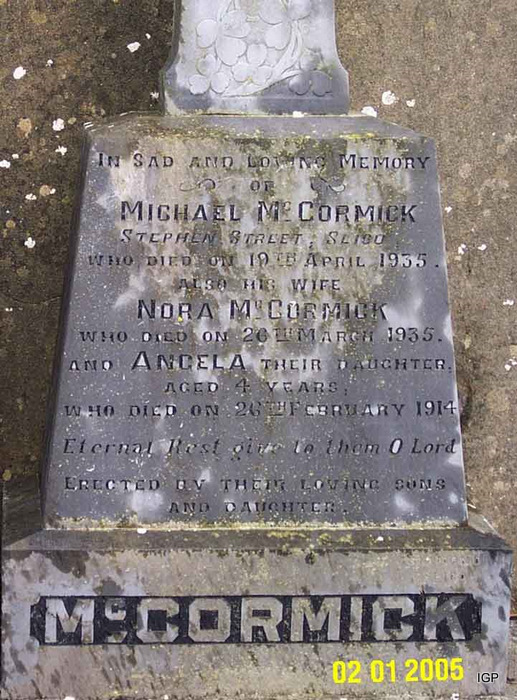 IN SAD AND LOVING MEMORY
OF
MICHAEL McCORMICK
STEPHEN STREET, SLIGO,
WHO DIED ON 19TH APRIL 1935.
ALSO HIS WIFE
NORA McCORMICK
WHO DIED ON 26TH MARCH 1935.
AND ANGELA THEIR DAUGHTER,
AGED 4 YEARS,
WHO DIED ON 26TH FEBRUARY 1914
Eternal Rest give to them O Lord
ERECTED BY THEIR LOVING SONS
AND DAUGHTER.
McCORMICK
02 01 2005
IGP